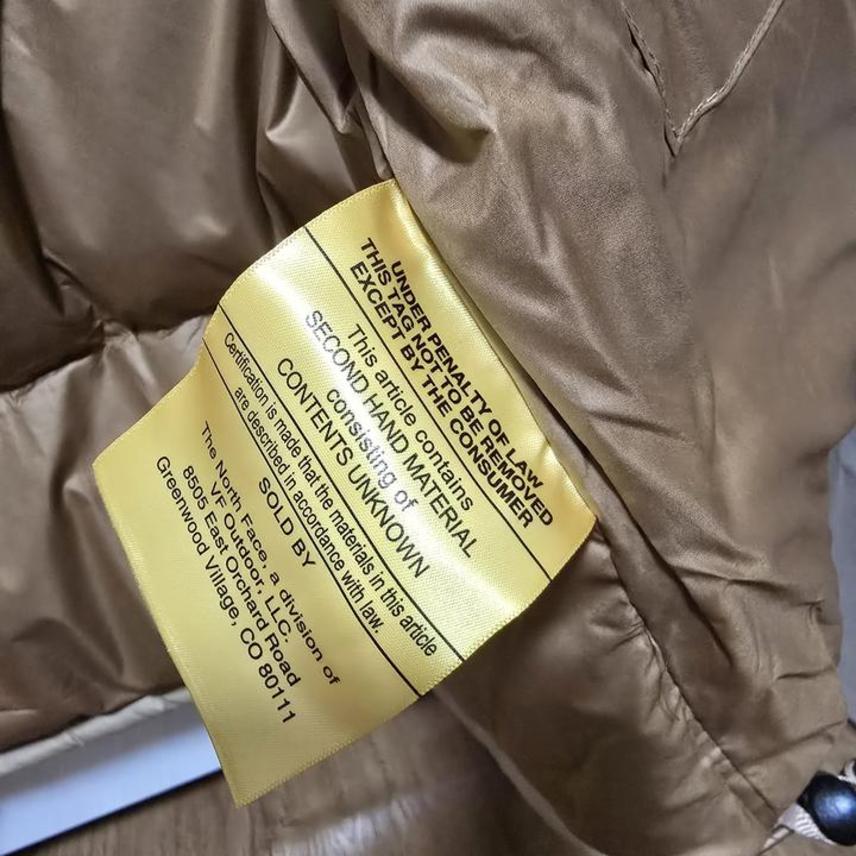 UNDER PENALTY OF LAW
THIS TAG NOT TO BE REMOVED
EXCEPT BY THE CONSUMER
This article contains
SECOND HAND MATERIAL
consisting of
CONTENTS UNKNOWN
Certification is made that the materials in this article
are described in accordance with law.
SOLD BY
The North Face, a division of
VF Outdoor, LLC.
8505 East Orchard Road
Greenwood Village, CO 80111